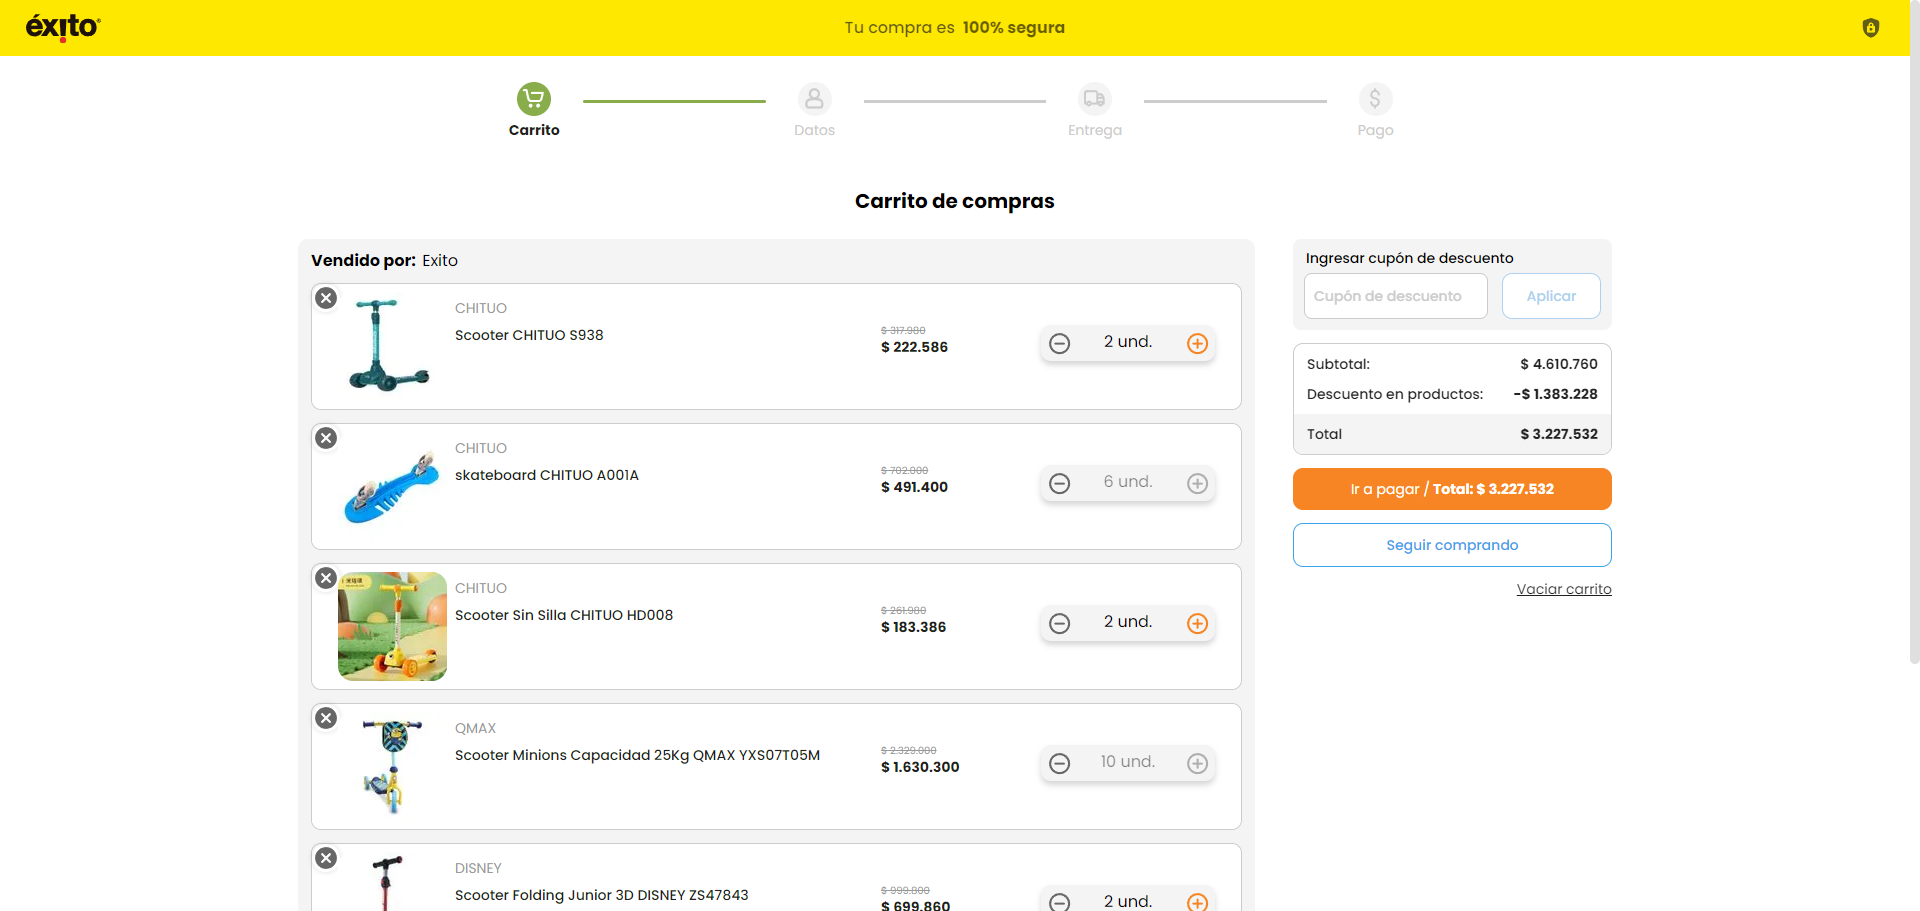 éxito
Tu compra es 100% segura
Carrito
Datos
Entrega
Pago
Carrito de compras
Vendido por: Exito
CHITUO
Scooter CHITUO S938
$ 317.980
$ 222.586
2 und.
CHITUO
skateboard CHITUO A001A
$ 702.000
$ 491.400
6 und.
CHITUO
Scooter Sin Silla CHITUO HD008
$ 261.980
$ 183.386
2 und.
QMAX
Scooter Minions Capacidad 25Kg QMAX YXS07T05M
$ 2.329.000
$ 1.630.300
10 und.
DISNEY
Scooter Folding Junior 3D DISNEY ZS47843
$ 999.800
$ 699.860
2 und.
Ingresar cupón de descuento
Cupón de descuento
Aplicar
Subtotal: $ 4.610.760
Descuento en productos: -$ 1.383.228
Total $ 3.227.532
Ir a pagar / Total: $ 3.227.532
Seguir comprando
Vaciar carrito